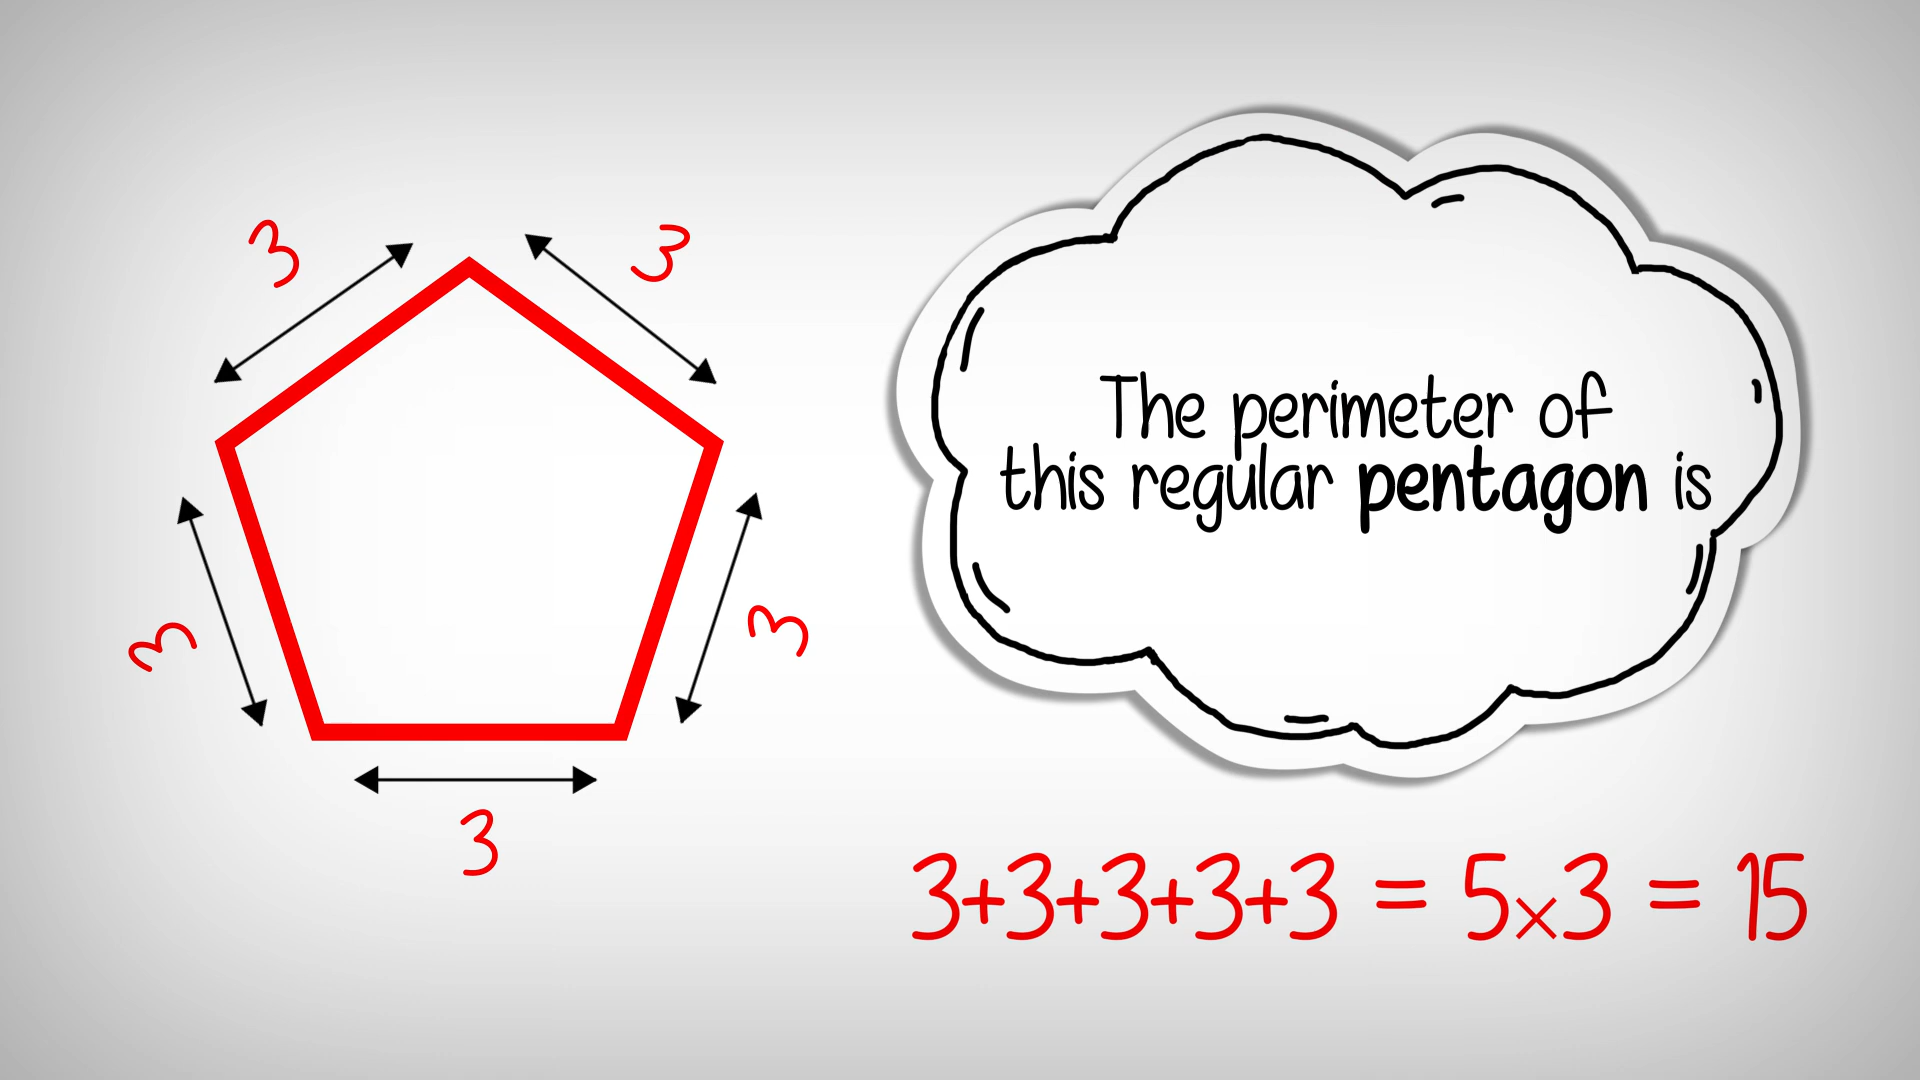 3
3
The perimeter of
this regular pentagon is
3
3
3
3+3+3+3+3 = 5×3 = 15